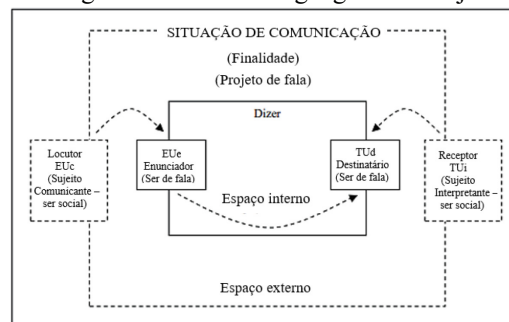 SITUAÇÃO DE COMUNICAÇÃO
(Finalidade)
(Projeto de fala)
Dizer
Locutor
EUc
(Sujeito
Comunicante –
ser social)
EUe
Enunciador
(Ser de fala)
TUd
Destinatário
(Ser de fala)
Receptor
TUi
(Sujeito
Interpretante –
ser social)
Espaço interno
Espaço externo